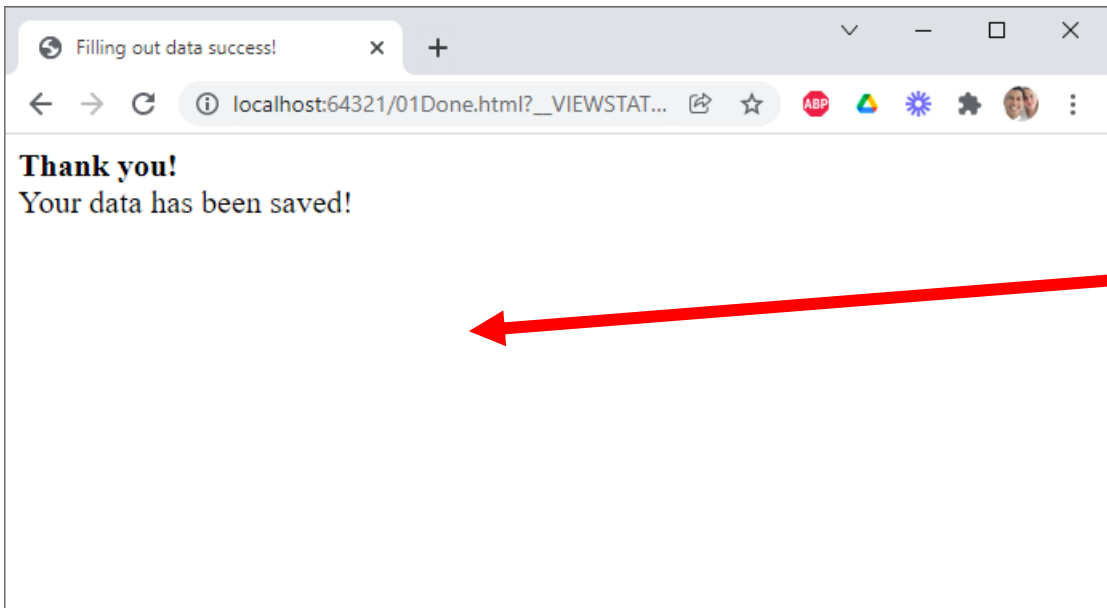 Filling out data success!
localhost:64321/01Done.html?__VIEWSTAT...
ABP
Thank you!
Your data has been saved!